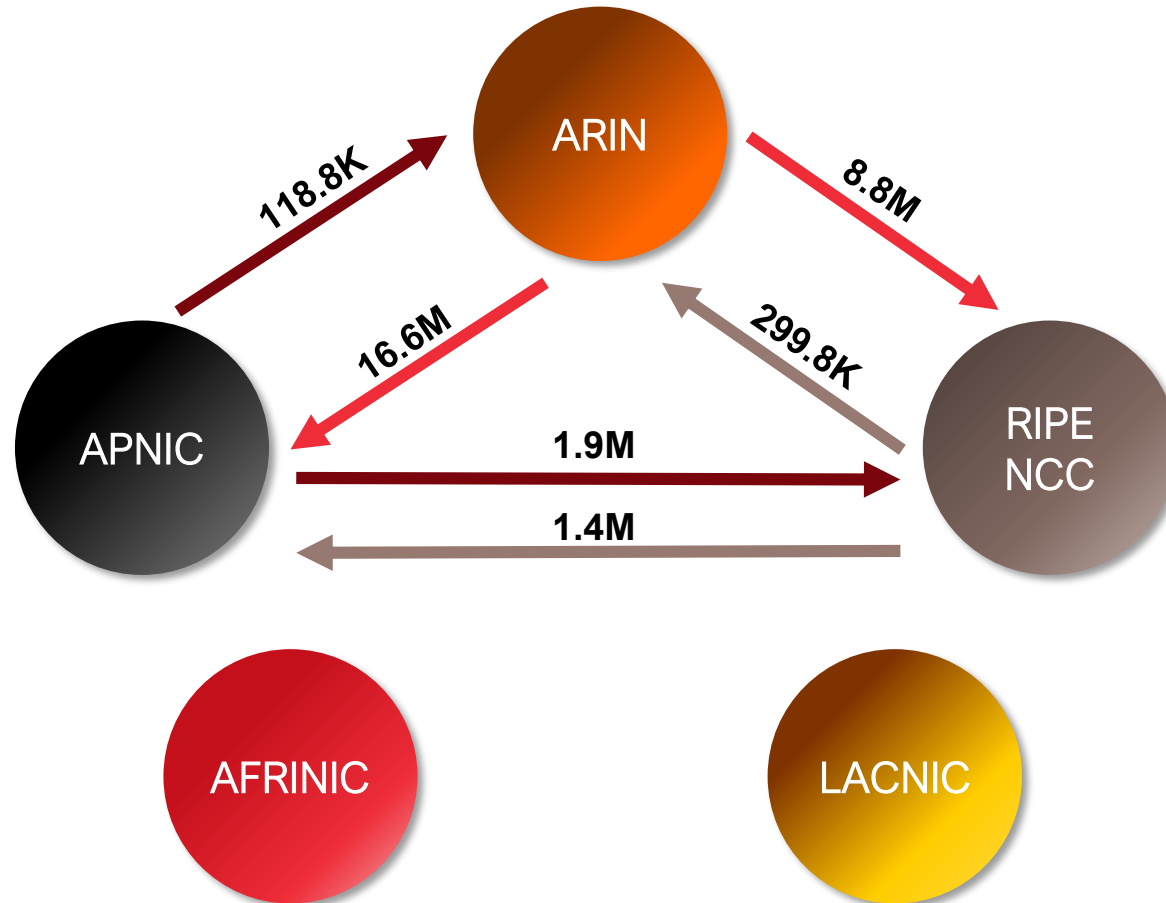 ARIN
118.8K
8.8M
16.6M
299.8K
APNIC
1.9M
RIPE
NCC
1.4M
AFRINIC
LACNIC